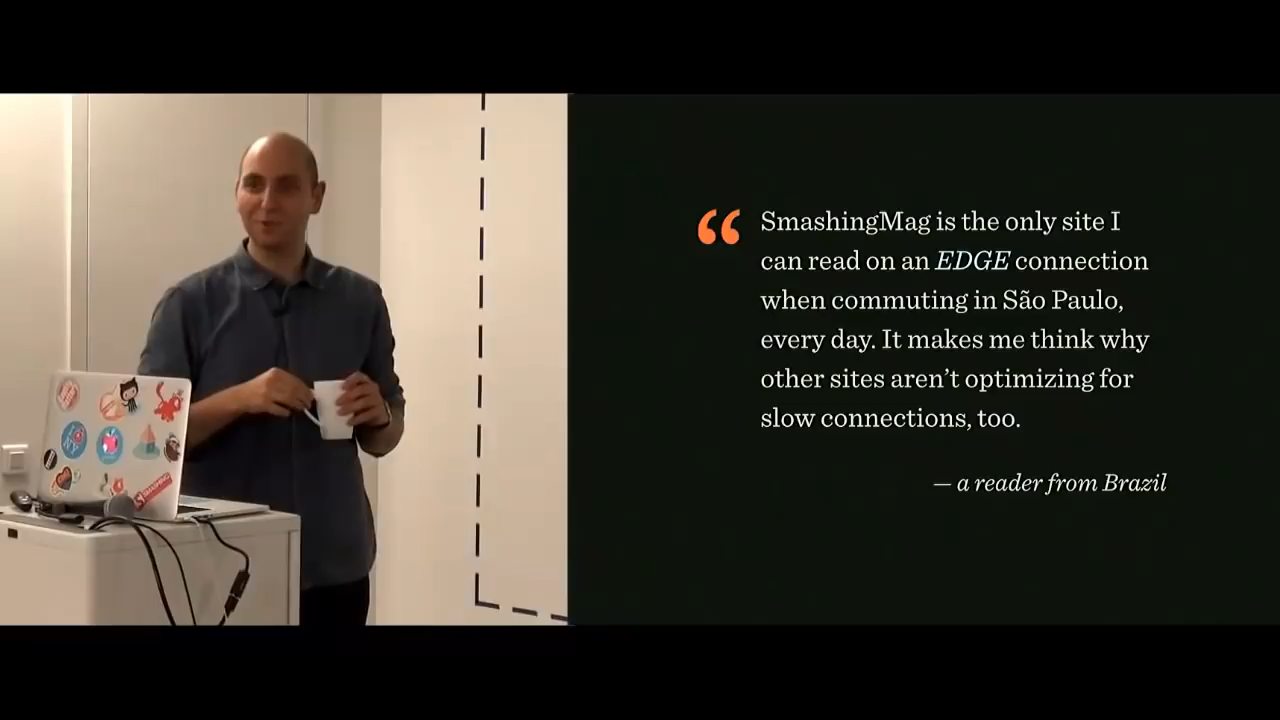 “ SmashingMag is the only site I
can read on an EDGE connection
when commuting in São Paulo,
every day. It makes me think why
other sites aren’t optimizing for
slow connections, too.
— a reader from Brazil
SMASHING